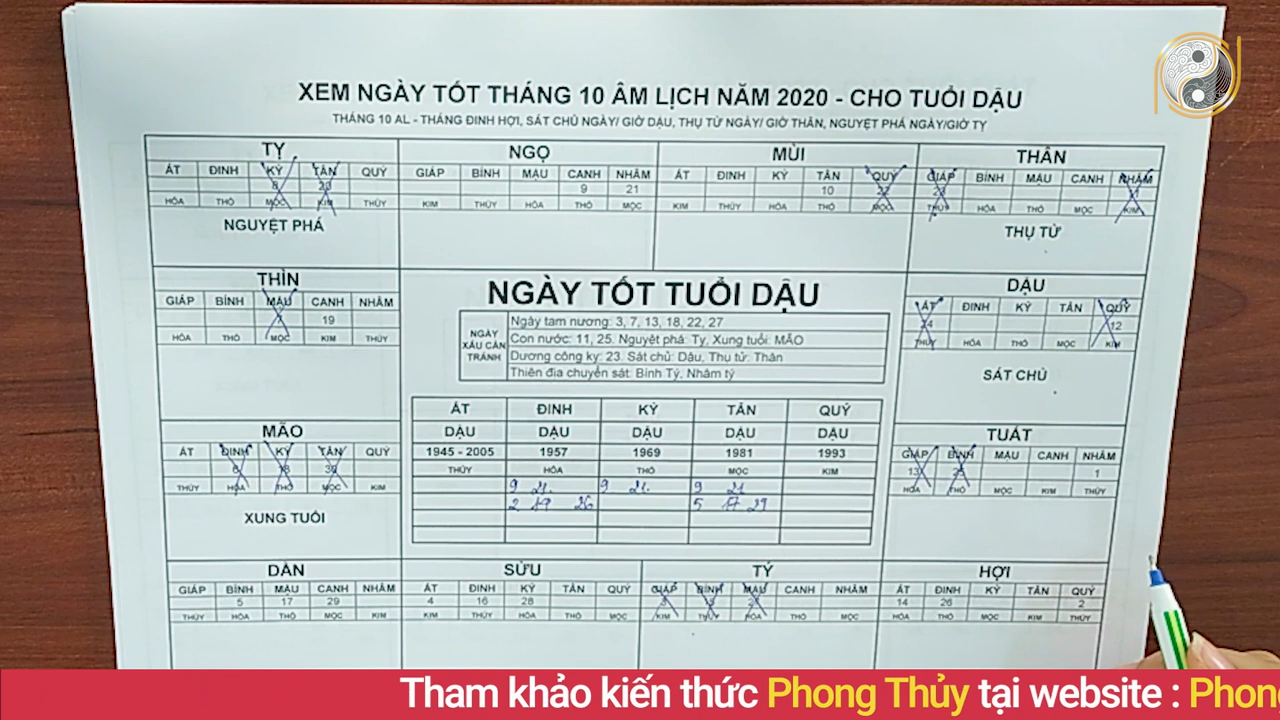 XEM NGÀY TỐT THÁNG 10 ÂM LỊCH NĂM 2020 - CHO TUỔI DẬU
THÁNG 10 AL - THÁNG ĐINH HỢI, SÁT CHỦ NGÀY/ GIỜ DẬU, THỤ TỬ NGÀY/ GIỜ THÂN, NGUYỆT PHÁ NGÀY/GIỜ TỴ
TỴ NGỌ MÙI THÂN
ẤT ĐINH KỶ TÂN QUÝ GIÁP BÍNH MẬU CANH NHÂM ẤT ĐINH KỶ TÂN QUÝ GIÁP BÍNH MẬU CANH NHÂM
8 9 21 10
HỎA THỔ MỘC KIM THỦY KIM THỦY HỎA THỔ MỘC KIM THỦY HỎA THỔ MỘC THỦY HỎA THỔ MỘC KIM
NGUYỆT PHÁ THỤ TỬ
THÌN NGÀY TỐT TUỔI DẬU DẬU
GIÁP BÍNH MẬU CANH NHÂM
ẤT ĐINH KỶ TÂN QUÝ
19
12
HỎA THỔ MỘC KIM THỦY
THỦY HỎA THỔ MỘC KIM
NGÀY XẤU CẦN TRÁNH
Ngày tam nương: 3, 7, 13, 18, 22, 27
Con nước: 11, 25. Nguyệt phá: Tỵ, Xung tuổi: MÃO
Dương công kỵ: 23. Sát chủ: Dậu, Thụ tử: Thân
Thiên địa chuyển sát: Bính Tý, Nhâm tý
SÁT CHỦ
ẤT ĐINH KỶ TÂN QUÝ
DẬU DẬU DẬU DẬU DẬU
1945 - 2005 1957 1969 1981 1993
THỦY HỎA THỔ MỘC KIM
9 21 9 21 9 21
2 19 26 5 17 29
MÃO
ẤT ĐINH KỶ TÂN QUÝ
6 18 30
THỦY HỎA THỔ MỘC KIM
XUNG TUỔI
TUẤT
GIÁP BÍNH MẬU CANH NHÂM
13 1
HỎA THỔ MỘC KIM THỦY
DẦN SỬU TÝ HỢI
GIÁP BÍNH MẬU CANH NHÂM ẤT ĐINH KỶ TÂN QUÝ GIÁP BÍNH MẬU CANH NHÂM ẤT ĐINH KỶ TÂN QUÝ
5 17 29 4 16 28 14 26 2
THỦY HỎA THỔ MỘC KIM KIM THỦY HỎA THỔ MỘC KIM THỦY HỎA THỔ MỘC HỎA THỔ MỘC KIM THỦY
Tham khảo kiến thức Phong Thủy tại website : Phong